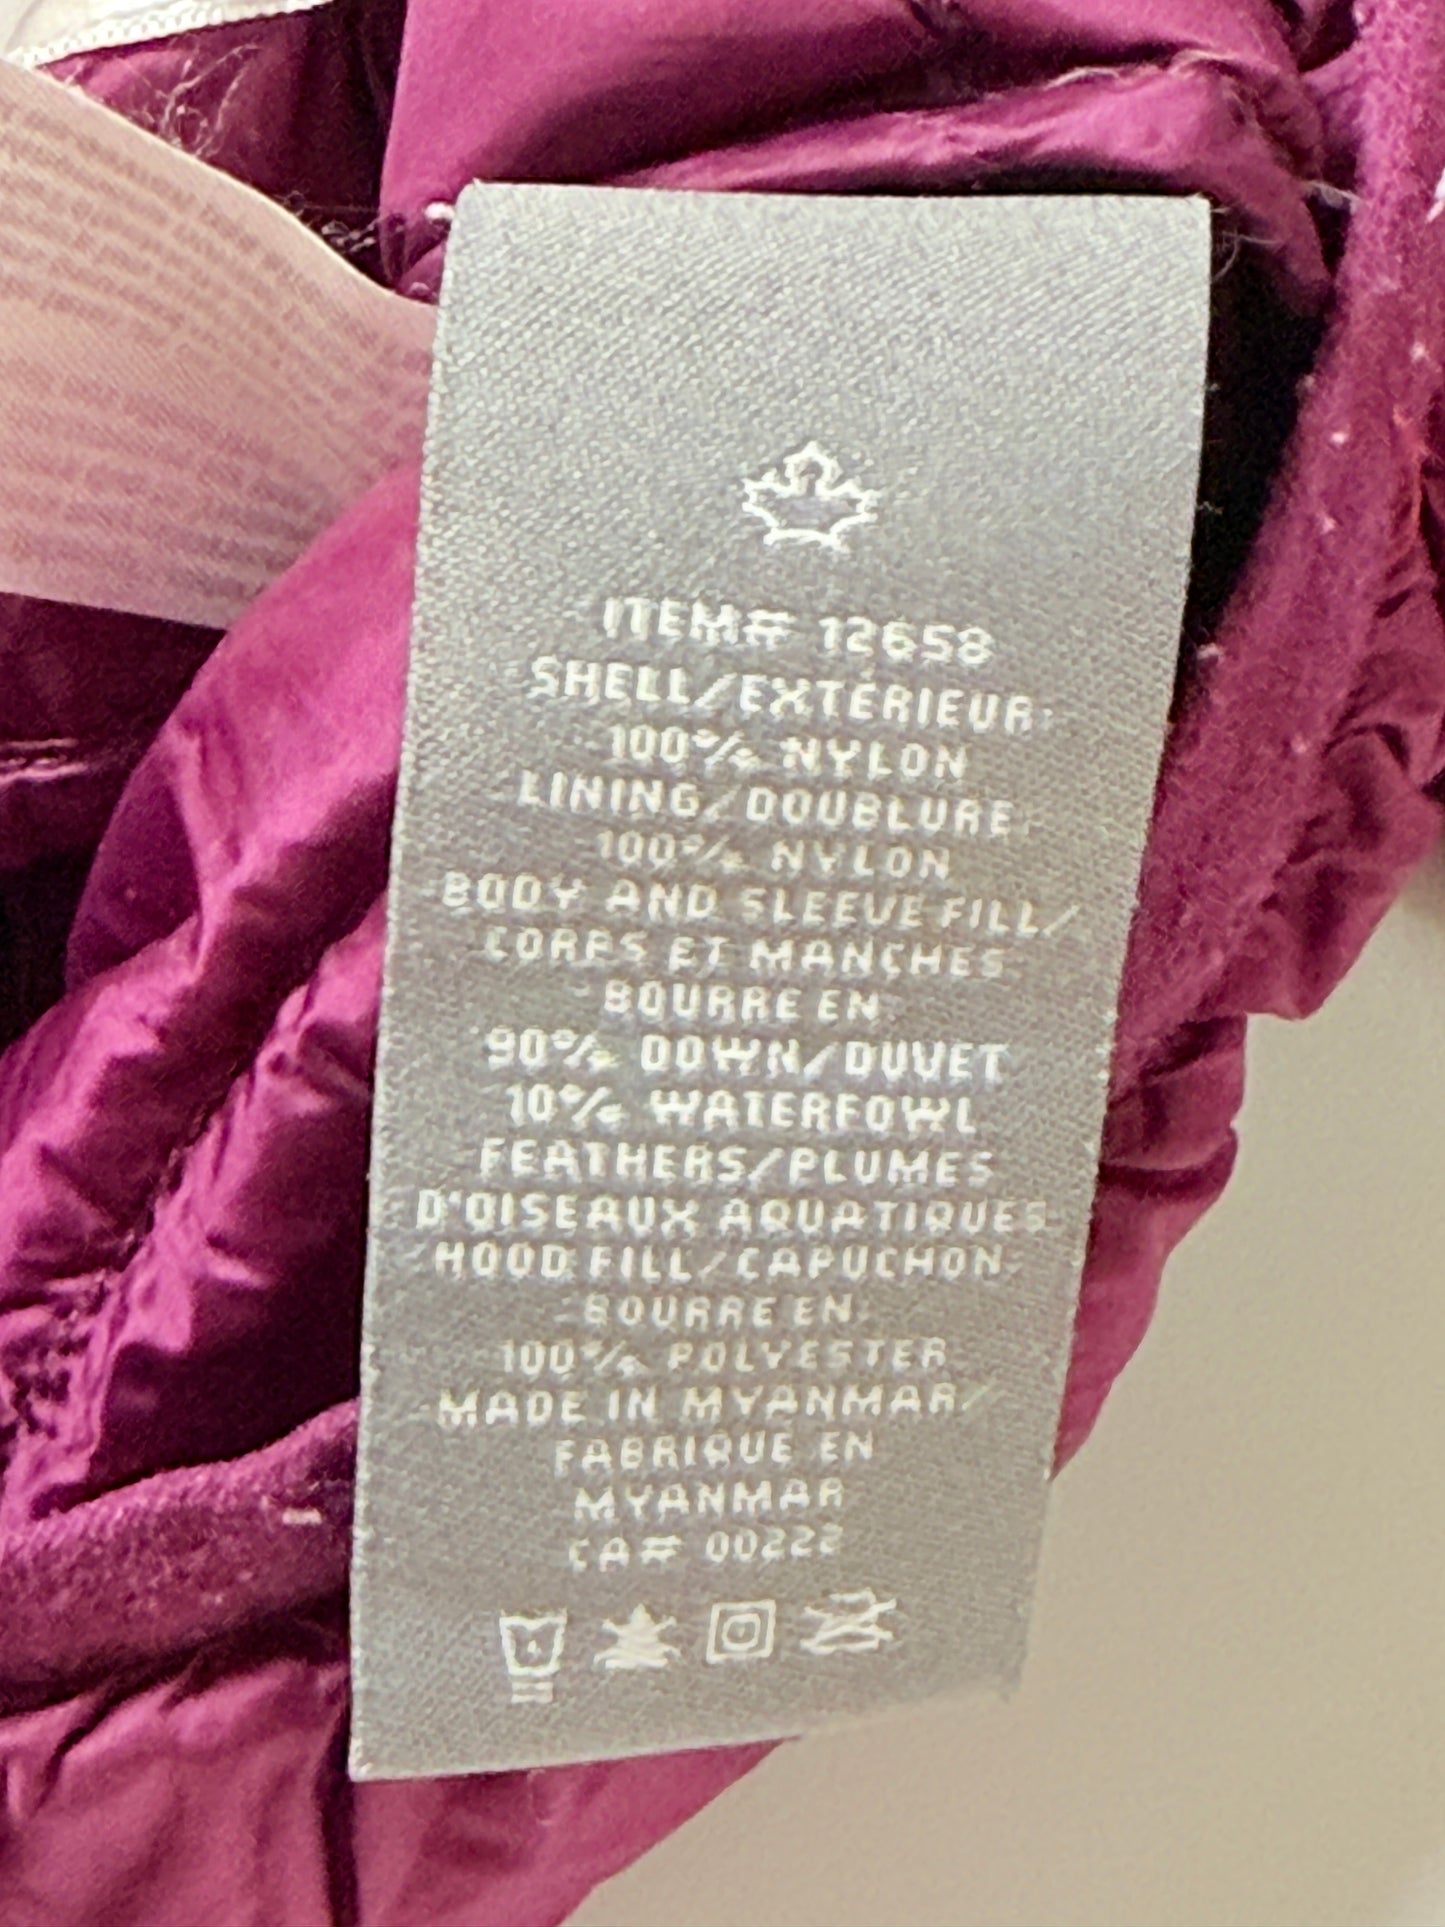 ITEM# 12658
SHELL/EXTÉRIEUR:
100% NYLON
LINING/DOUBLURE:
100% NYLON
BODY AND SLEEVE FILL/
CORPS ET MANCHES
BOURRE EN:
90% DOWN/DUVET
10% WATERFOWL
FEATHERS/PLUMES
D'OISEAUX AQUATIQUES
HOOD FILL/CAPUCHON
BOURRE EN:
100% POLYESTER
MADE IN MYANMAR/
FABRIQUE EN
MYANMAR
CA# 00222